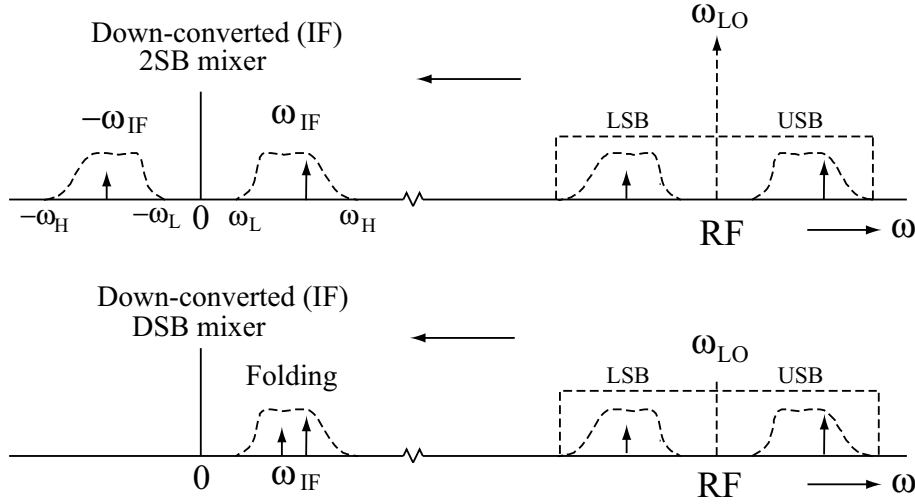 ω_LO
Down-converted (IF)
2SB mixer
−ω_IF
ω_IF
LSB
USB
−ω_H
−ω_L
0
ω_L
ω_H
RF
ω
Down-converted (IF)
DSB mixer
ω_LO
Folding
LSB
USB
0
ω_IF
RF
ω